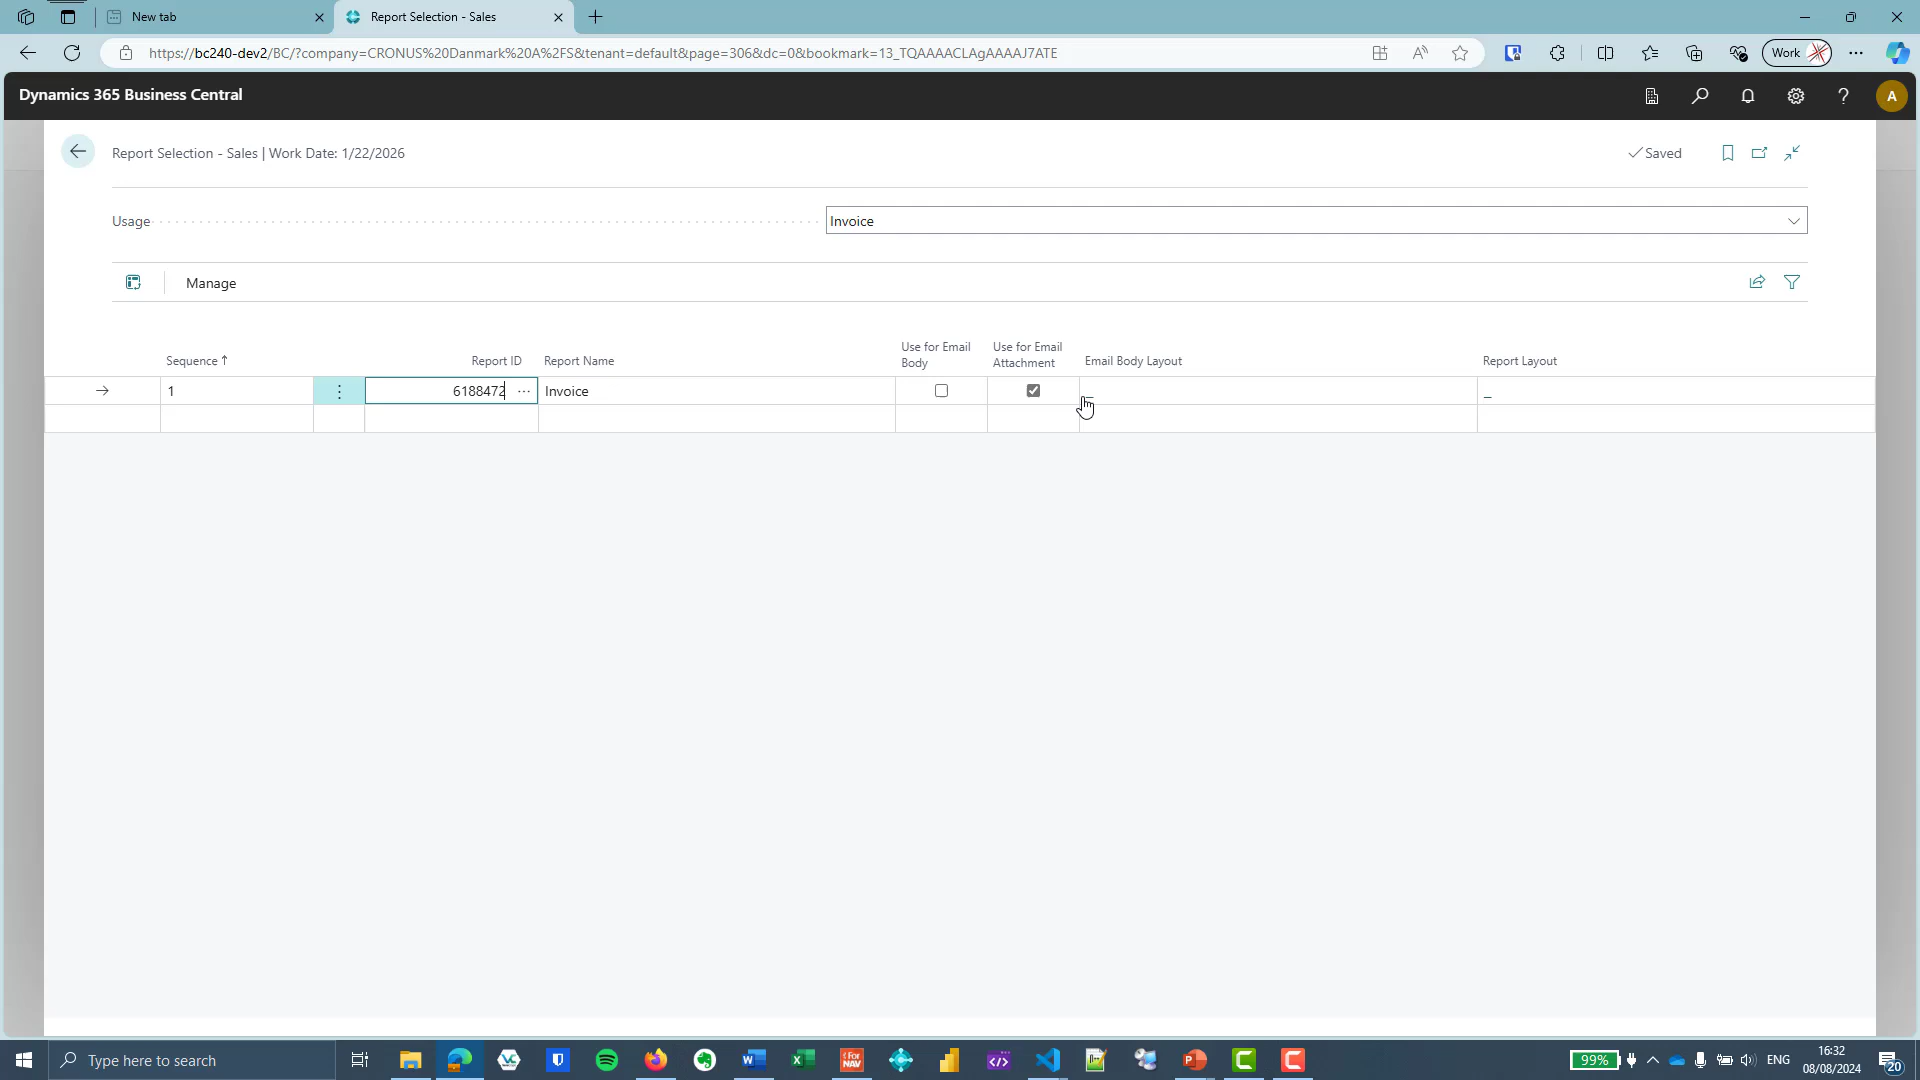 New tab
Report Selection - Sales
https://bc240-dev2/BC/?company=CRONUS%20Danmark%20A%2FS&tenant=default&page=306&dc=0&bookmark=13_TQAAAACLAgAAAAJ7ATE
Work
Dynamics 365 Business Central
A
Report Selection - Sales | Work Date: 1/22/2026
Saved
Usage
Invoice
Manage
Sequence ↑
Report ID
Report Name
Use for Email Body
Use for Email Attachment
Email Body Layout
Report Layout
1
6188472
Invoice
_
_
Type here to search
99%
ENG
16:32
08/08/2024
20